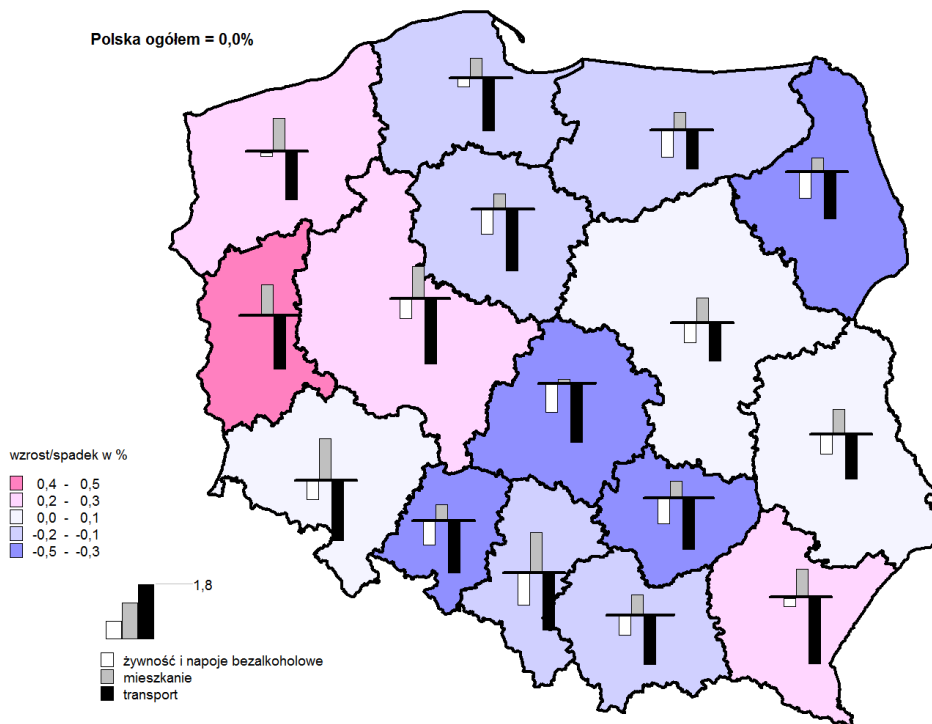 Polska ogółem = 0,0%
wzrost/spadek w %
0,4 - 0,5
0,2 - 0,3
0,0 - 0,1
-0,2 - -0,1
-0,5 - -0,3
1,8
żywność i napoje bezalkoholowe
mieszkanie
transport